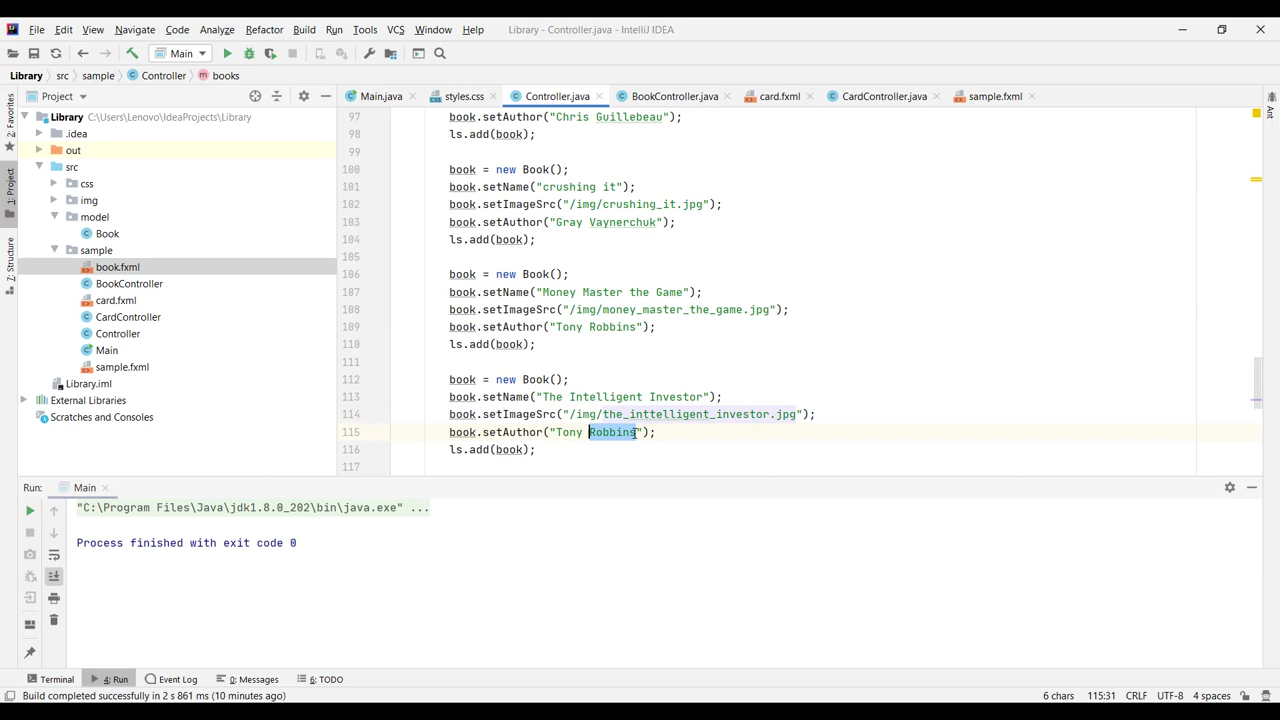 File Edit View Navigate Code Analyze Refactor Build Run Tools VCS Window Help Library - Controller.java - IntelliJ IDEA
Main
Library src sample Controller books
Project Main.java styles.css Controller.java BookController.java card.fxml CardController.java sample.fxml
2: Favorites
1: Project
7: Structure
Ant
Library C:\Users\Lenovo\IdeaProjects\Library
.idea
out
src
css
img
model
Book
sample
book.fxml
BookController
card.fxml
CardController
Controller
Main
sample.fxml
Library.iml
External Libraries
Scratches and Consoles
97 book.setAuthor("Chris Guillebeau");
98 ls.add(book);
99
100 book = new Book();
101 book.setName("crushing it");
102 book.setImageSrc("/img/crushing_it.jpg");
103 book.setAuthor("Gray Vaynerchuk");
104 ls.add(book);
105
106 book = new Book();
107 book.setName("Money Master the Game");
108 book.setImageSrc("/img/money_master_the_game.jpg");
109 book.setAuthor("Tony Robbins");
110 ls.add(book);
111
112 book = new Book();
113 book.setName("The Intelligent Investor");
114 book.setImageSrc("/img/the_inttelligent_investor.jpg");
115 book.setAuthor("Tony Robbins");
116 ls.add(book);
117
Run: Main
"C:\Program Files\Java\jdk1.8.0_202\bin\java.exe" ...
Process finished with exit code 0
Terminal 4: Run Event Log 0: Messages 6: TODO
Build completed successfully in 2 s 861 ms (10 minutes ago) 6 chars 115:31 CRLF UTF-8 4 spaces